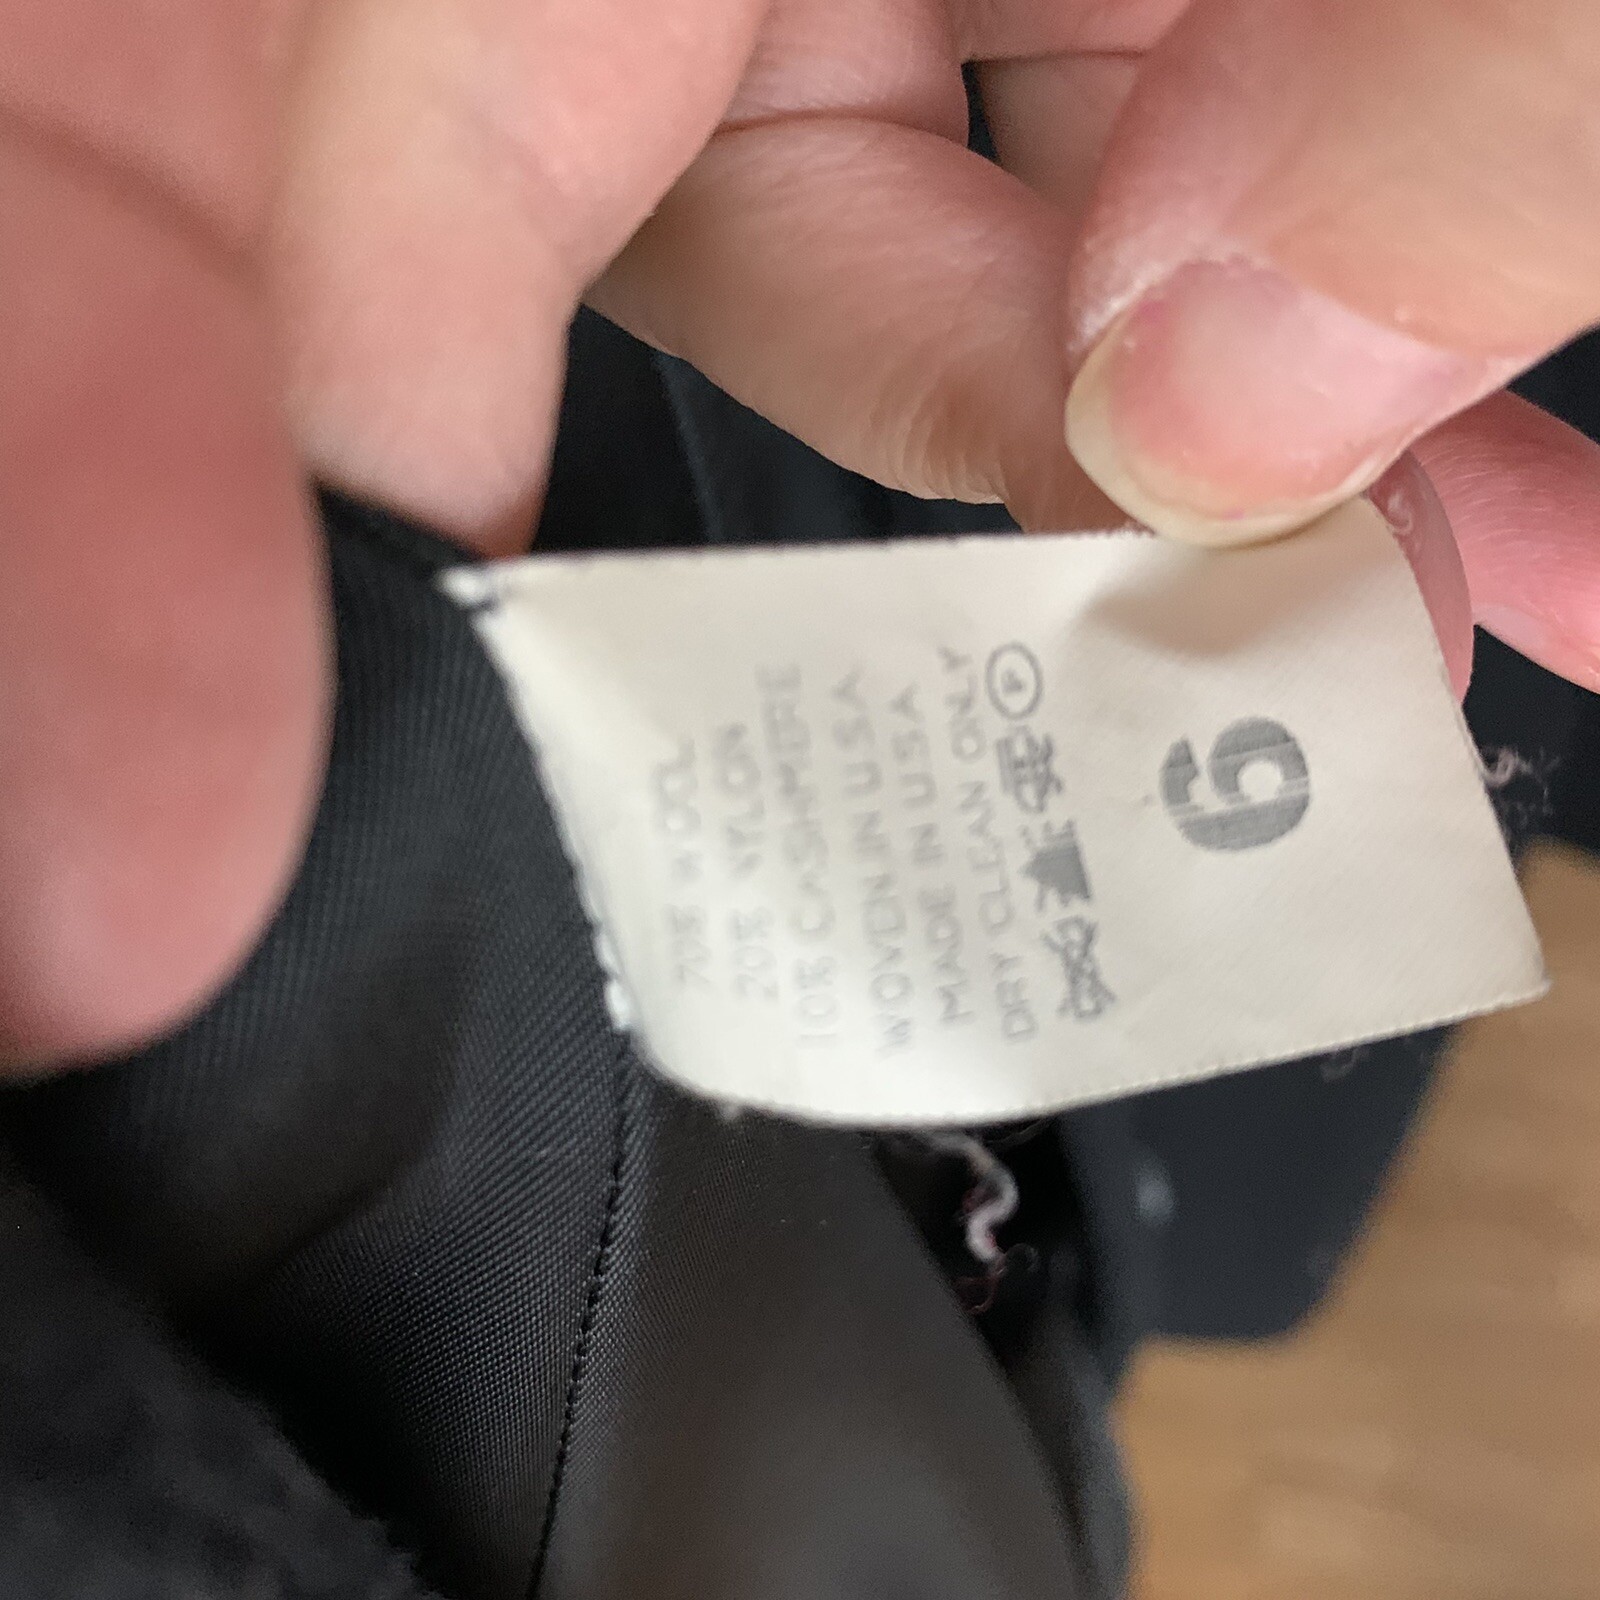 70% WOOL
20% NYLON
10% CASHMERE
WOVEN IN USA
MADE IN USA
DRY CLEAN ONLY
P
6